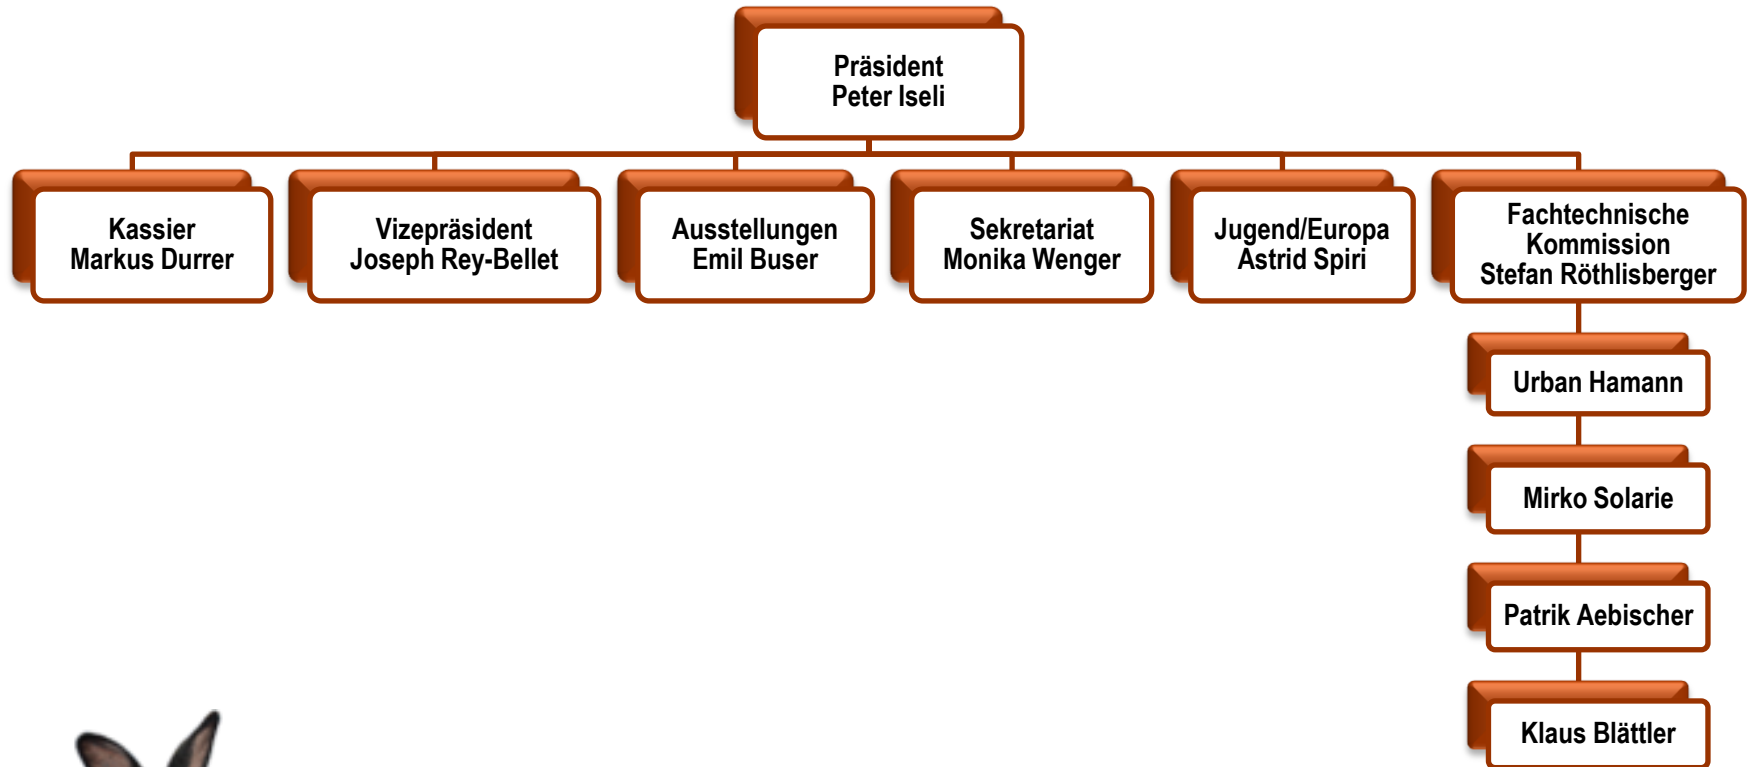 Präsident
Peter Iseli
Kassier
Markus Durrer
Vizepräsident
Joseph Rey-Bellet
Ausstellungen
Emil Buser
Sekretariat
Monika Wenger
Jugend/Europa
Astrid Spiri
Fachtechnische
Kommission
Stefan Röthlisberger
Urban Hamann
Mirko Solarie
Patrik Aebischer
Klaus Blättler